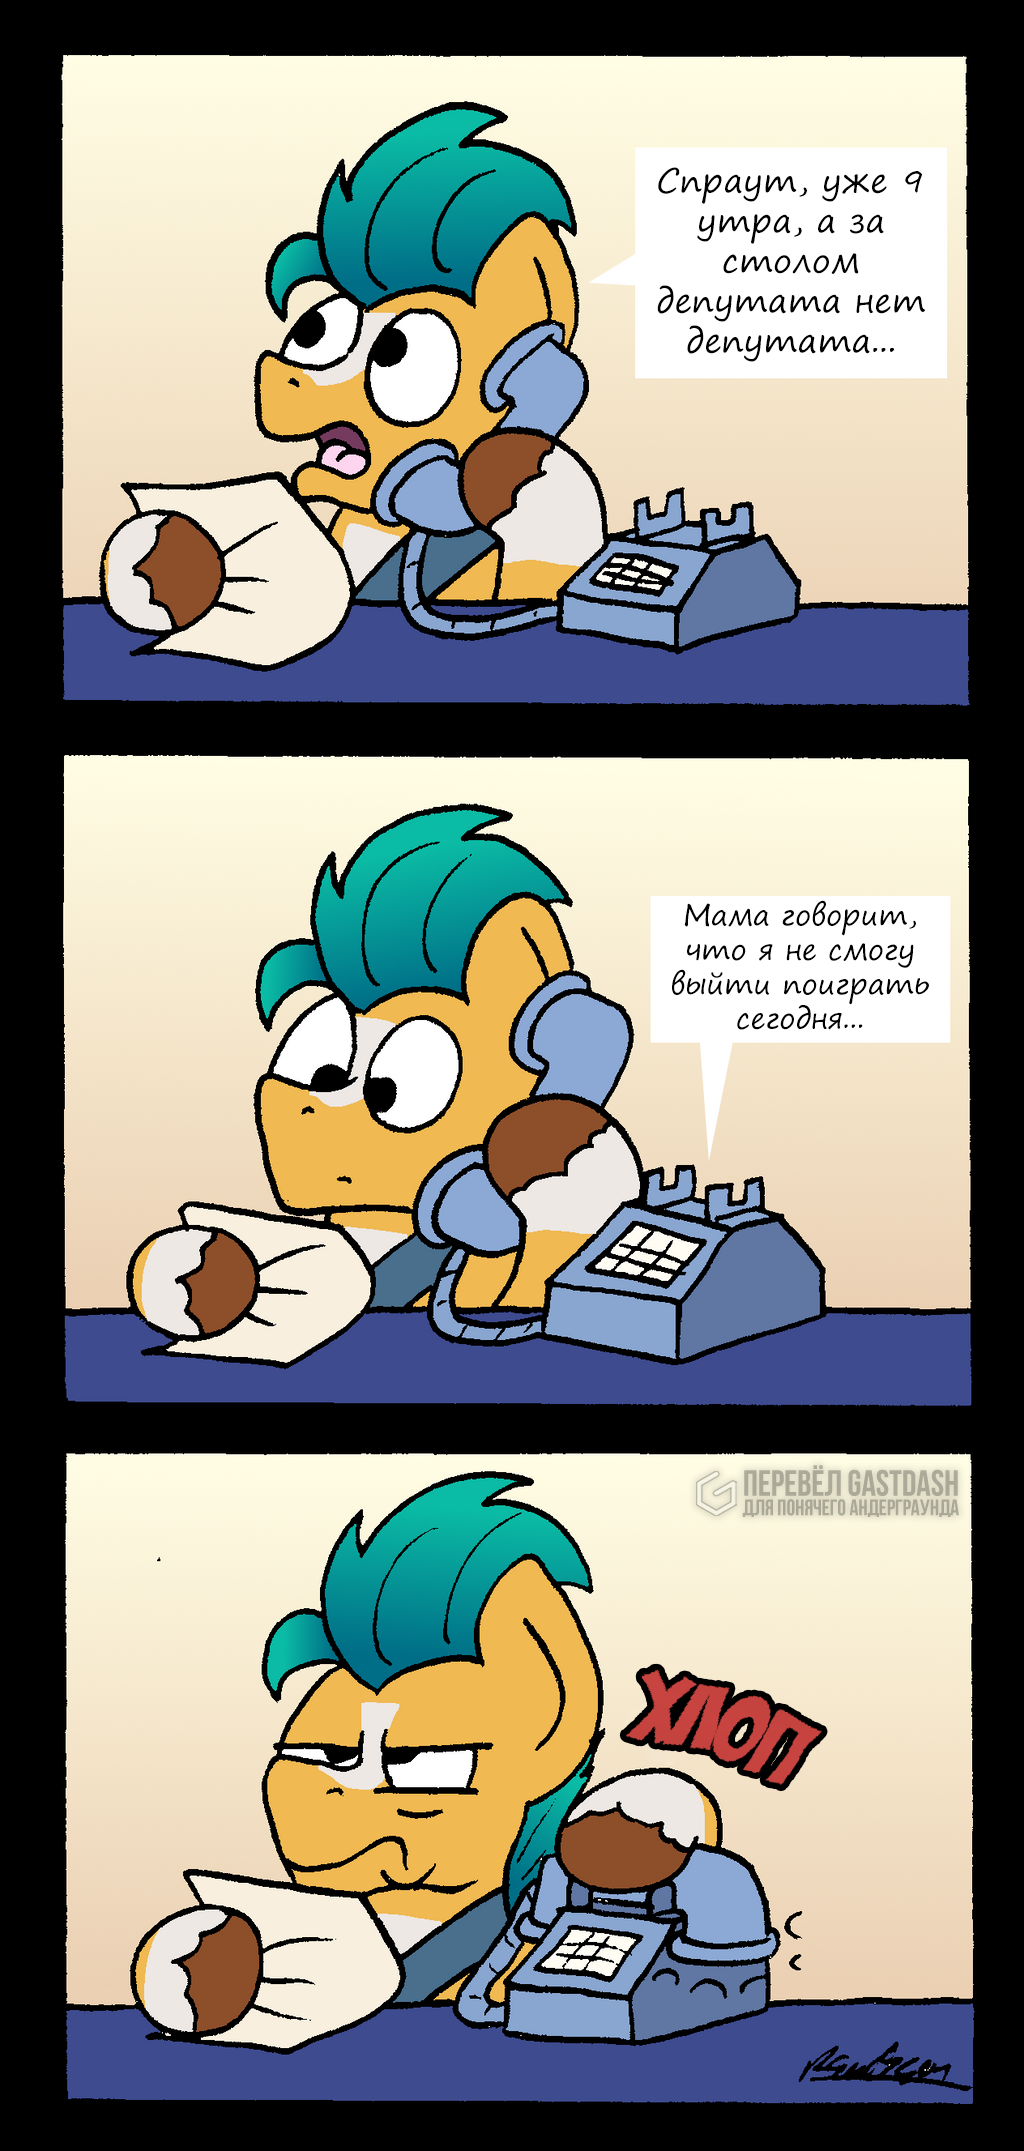 Спраут, уже 9
утра, а за
столом
депутата нет
депутата...
Мама говорит,
что я не смогу
выйти поиграть
сегодня...
ПЕРЕВЁЛ GASTDASH
ДЛЯ ПОНЯЧЕГО АНДЕРГРАУНДА
ХЛОП